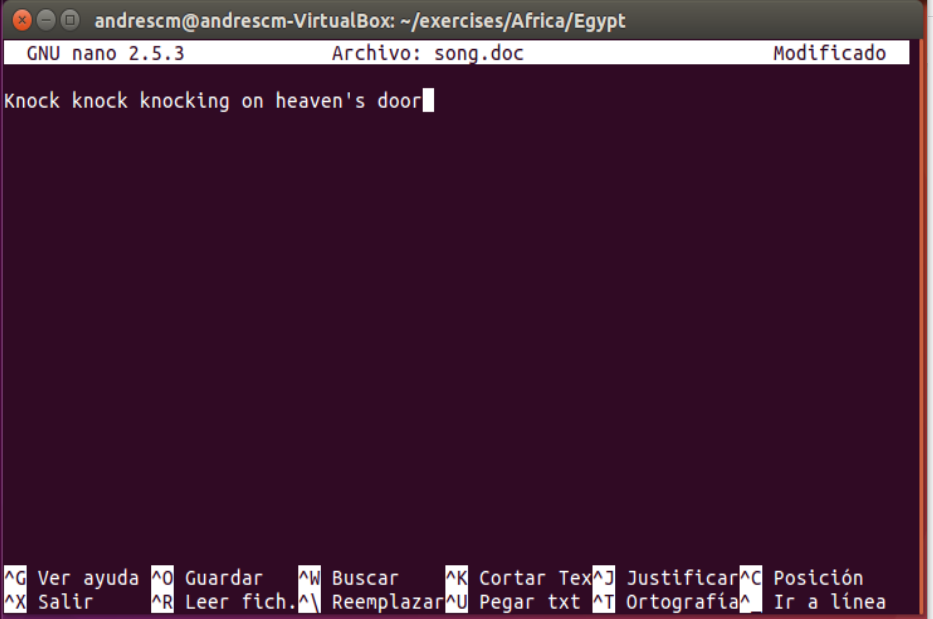 andrescm@andrescm-VirtualBox: ~/exercises/Africa/Egypt
GNU nano 2.5.3 Archivo: song.doc Modificado
Knock knock knocking on heaven's door
^G Ver ayuda ^O Guardar ^W Buscar ^K Cortar Tex ^J Justificar ^C Posición
^X Salir ^R Leer fich. ^\ Reemplazar ^U Pegar txt ^T Ortografía ^_ Ir a línea